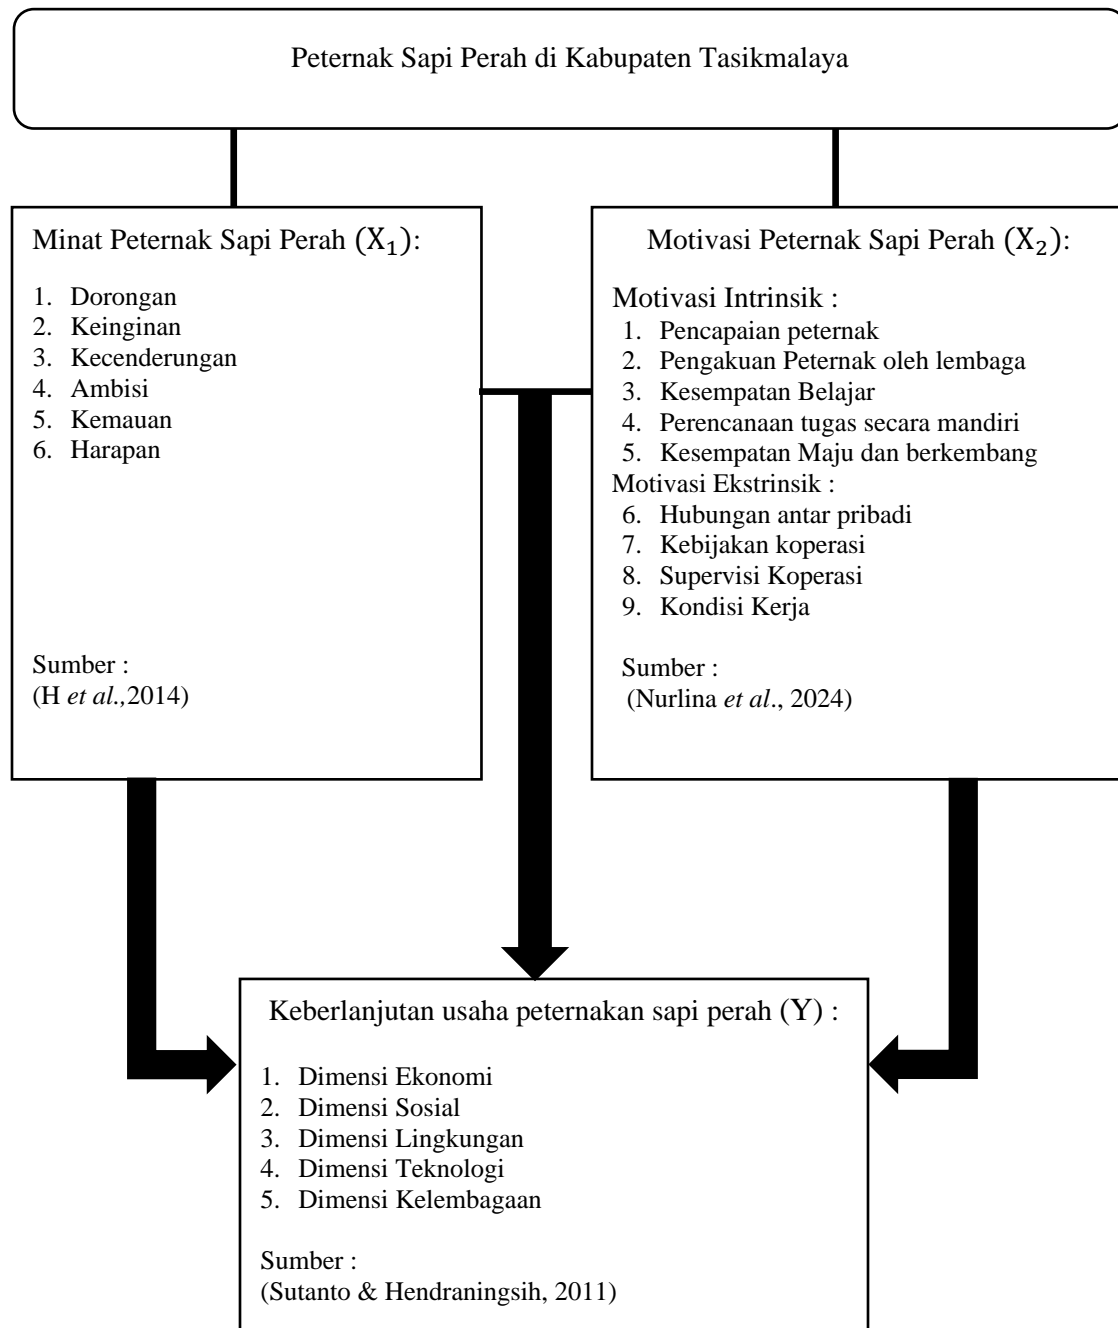 Peternak Sapi Perah di Kabupaten Tasikmalaya
Minat Peternak Sapi Perah (X₁):
1. Dorongan
2. Keinginan
3. Kecenderungan
4. Ambisi
5. Kemauan
6. Harapan
Sumber :
(H et al.,2014)
Motivasi Peternak Sapi Perah (X₂):
Motivasi Intrinsik :
1. Pencapaian peternak
2. Pengakuan Peternak oleh lembaga
3. Kesempatan Belajar
4. Perencanaan tugas secara mandiri
5. Kesempatan Maju dan berkembang
Motivasi Ekstrinsik :
6. Hubungan antar pribadi
7. Kebijakan koperasi
8. Supervisi Koperasi
9. Kondisi Kerja
Sumber :
(Nurlina et al., 2024)
Keberlanjutan usaha peternakan sapi perah (Y) :
1. Dimensi Ekonomi
2. Dimensi Sosial
3. Dimensi Lingkungan
4. Dimensi Teknologi
5. Dimensi Kelembagaan
Sumber :
(Sutanto & Hendraningsih, 2011)